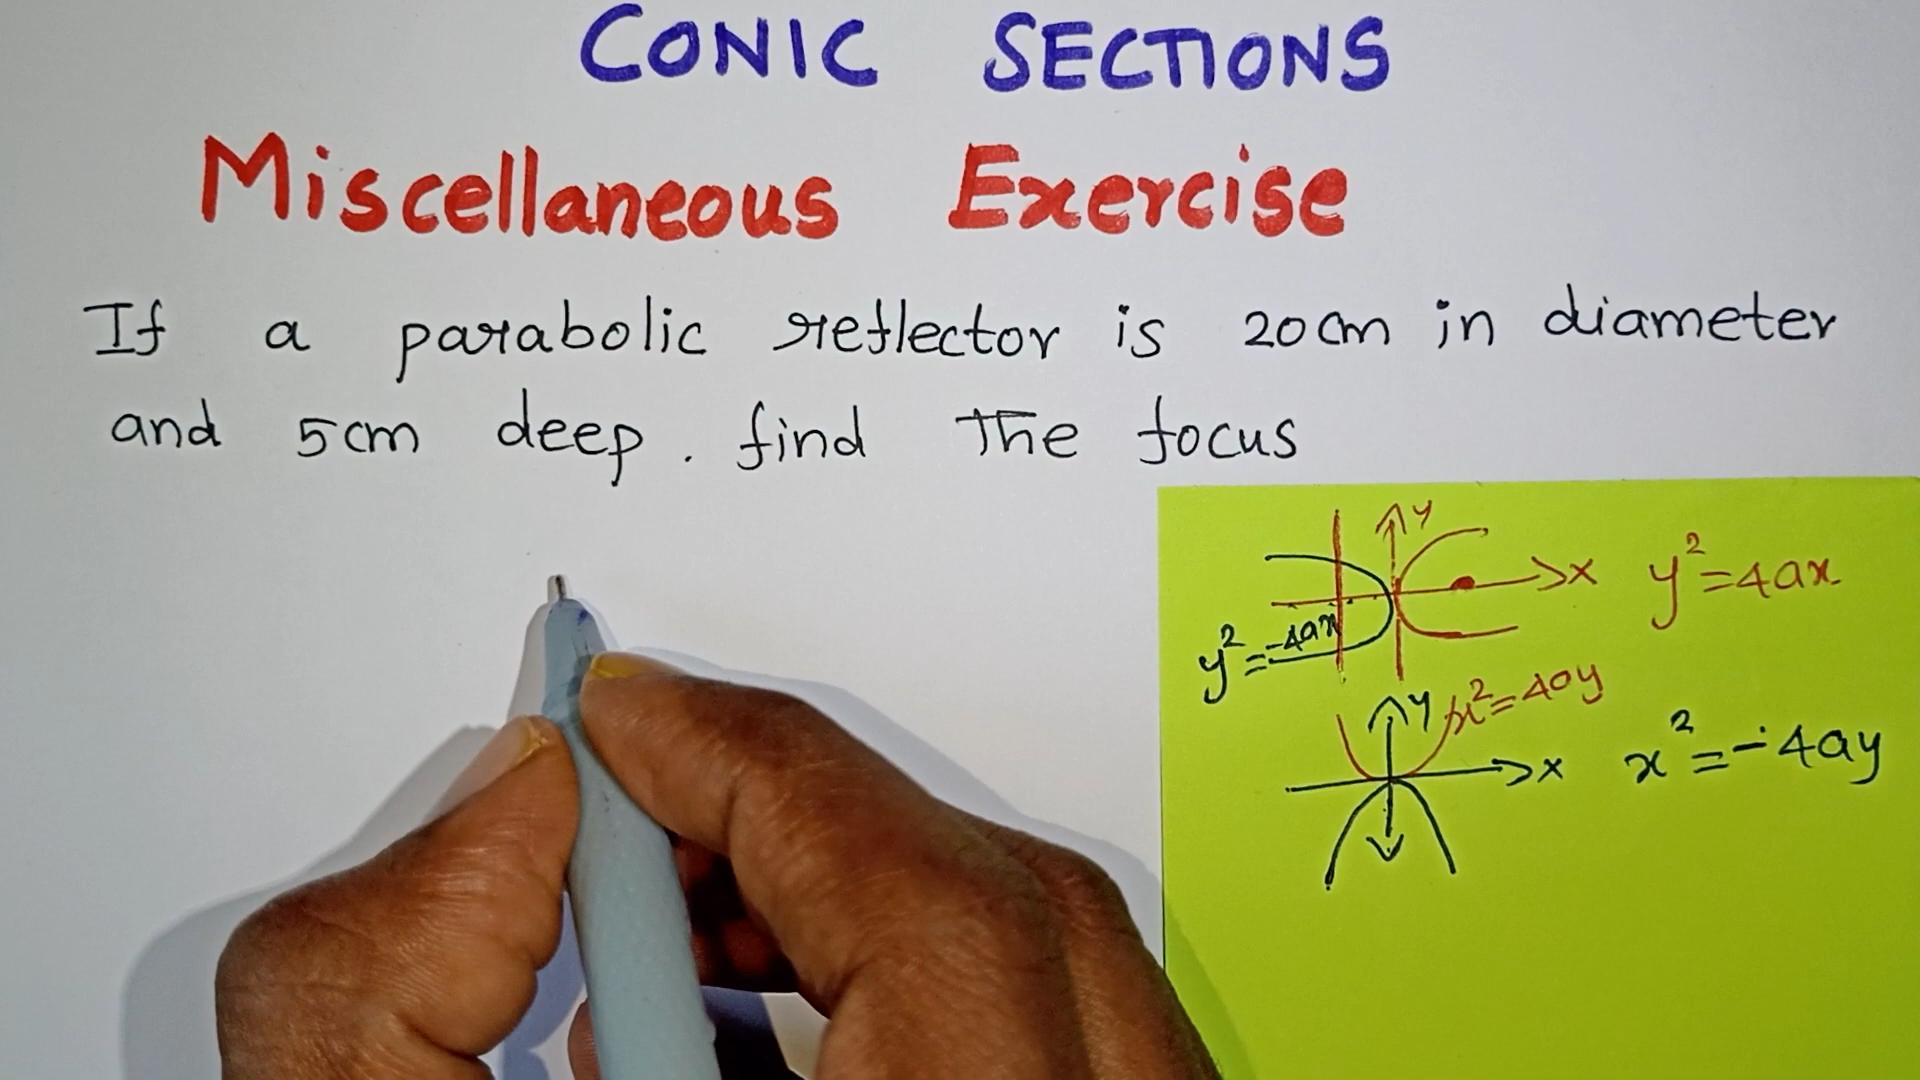 CONIC SECTIONS
Miscellaneous Exercise
If a parabolic reflector is 20cm in diameter
and 5cm deep. find The focus
y
x
y²=4ax
y²=-4ax
y
x²=4ay
x
x²=-4ay